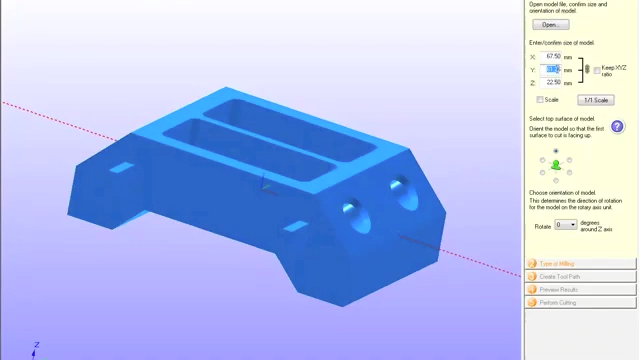 Open model file, confirm size and
orientation of model.
Open...
Enter/confirm size of model.
X: 67.50 mm
Y: mm
Keep XYZ
ratio
Z: 22.50 mm
Scale
1/1 Scale
Select top surface of model.
?
Orient the model so that the first
surface to cut is facing up.
Choose orientation of model.
This determines the direction of rotation
for the model on the rotary axis unit.
Rotate 0 degrees
around Z axis
Type of Milling
Create Tool Path
Preview Results
Perform Cutting
Z